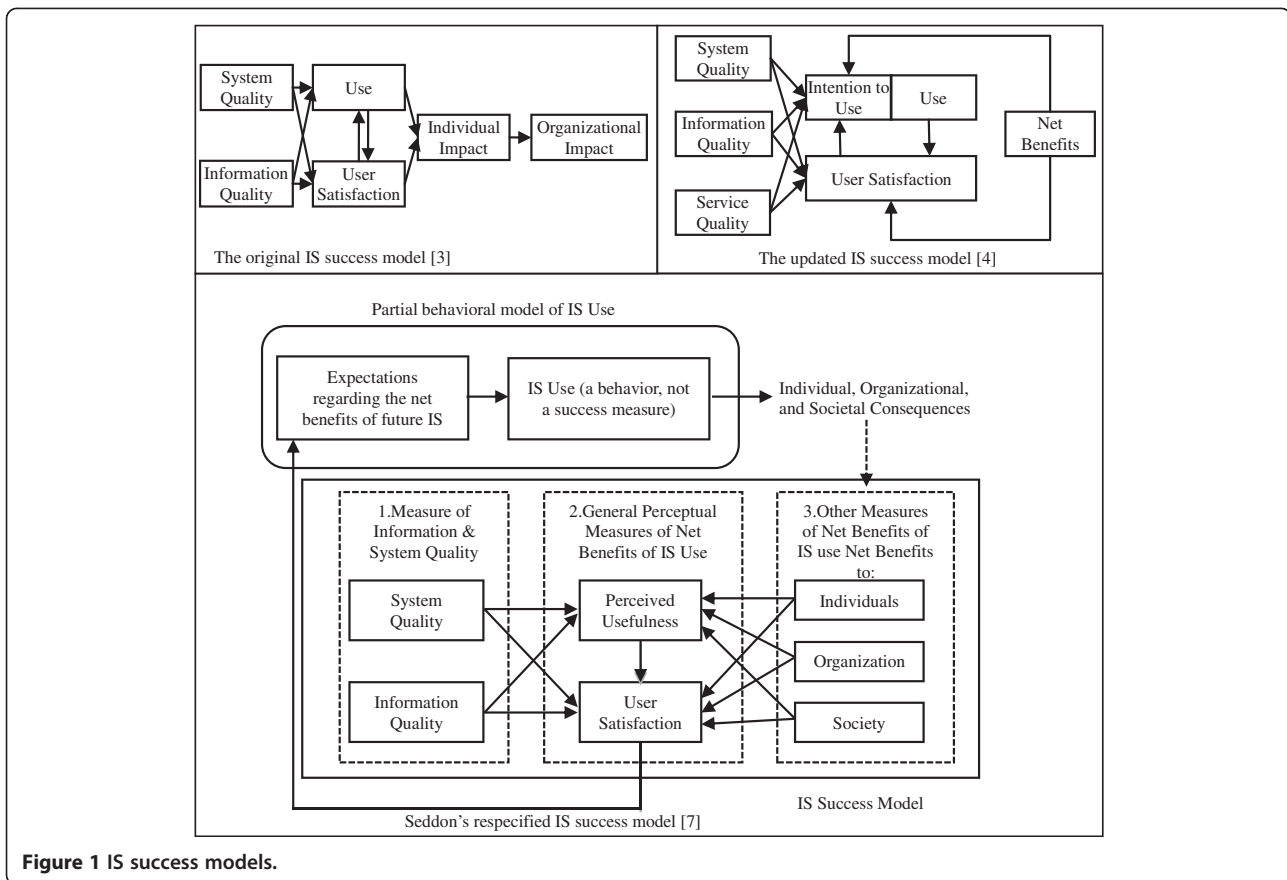 System
Quality
Information
Quality
Use
User
Satisfaction
Individual
Impact
Organizational
Impact
The original IS success model [3]
System
Quality
Information
Quality
Service
Quality
Intention to
Use
Use
User Satisfaction
Net
Benefits
The updated IS success model [4]
Partial behavioral model of IS Use
Expectations
regarding the net
benefits of future IS
IS Use (a behavior, not
a success measure)
Individual, Organizational,
and Societal Consequences
1.Measure of
Information &
System Quality
System
Quality
Information
Quality
2.General Perceptual
Measures of Net
Benefits of IS Use
Perceived
Usefulness
User
Satisfaction
3.Other Measures
of Net Benefits of
IS use Net Benefits
to:
Individuals
Organization
Society
IS Success Model
Seddon's respecified IS success model [7]
Figure 1 IS success models.